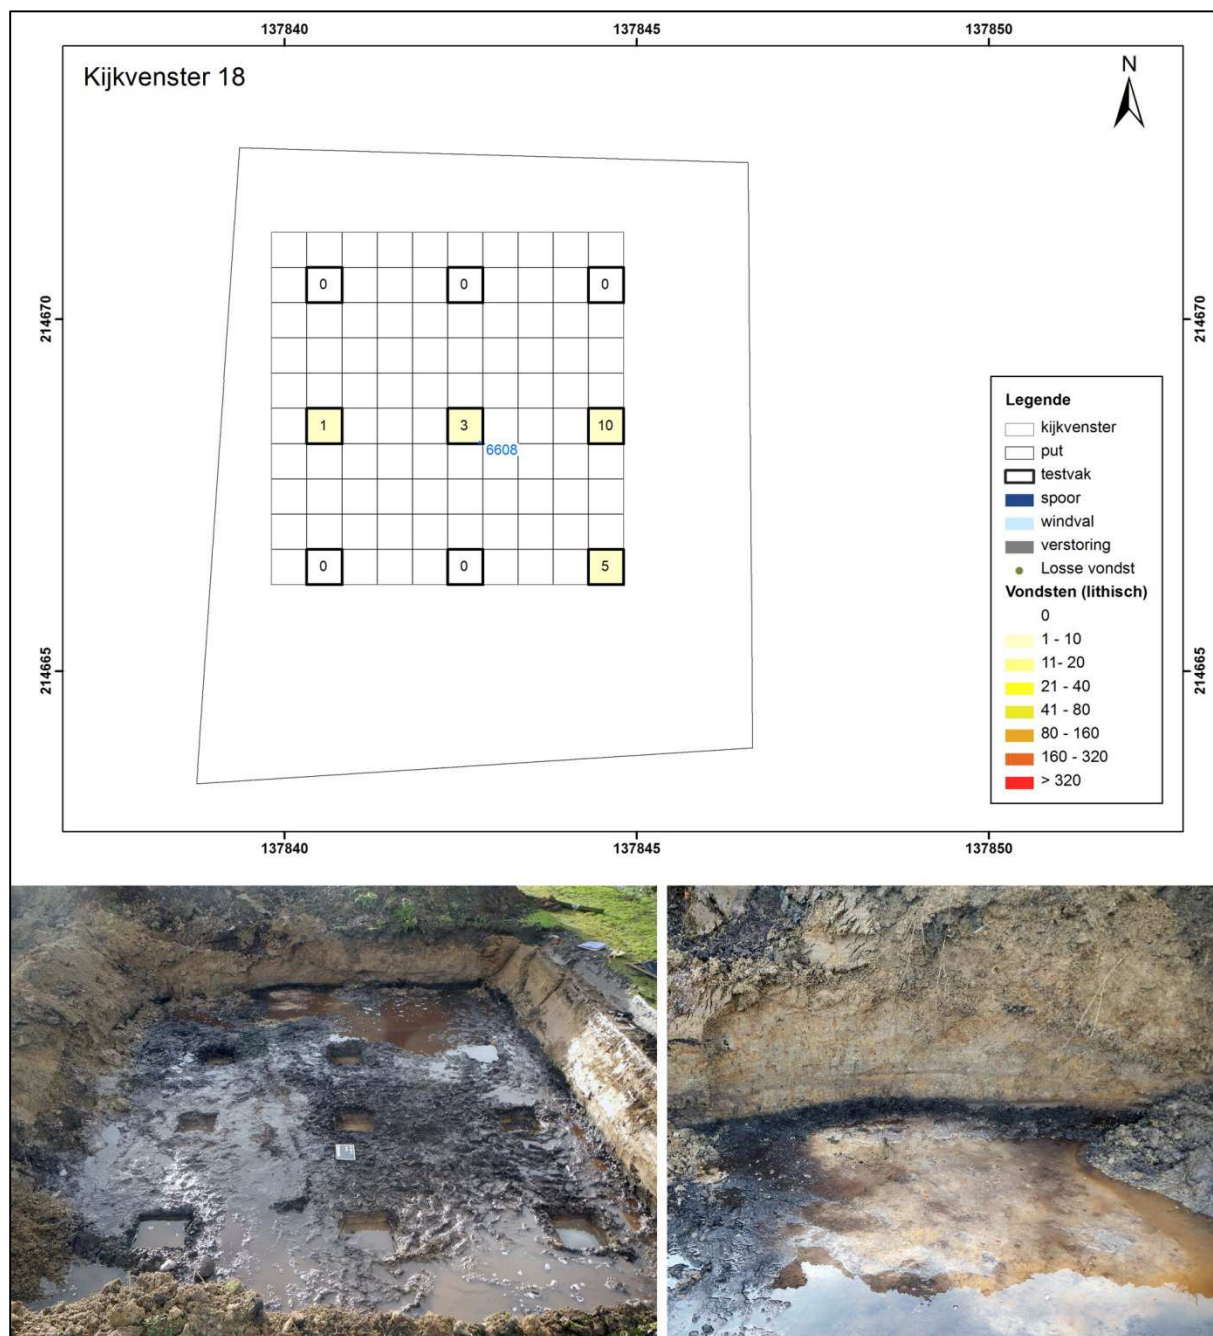 137840 137845 137850
Kijkvenster 18
N
0 0 0
214670 214670
1 3 10
6608
0 0 5
214665 214665
Legende
kijkvenster
put
testvak
spoor
windval
verstoring
Losse vondst
Vondsten (lithisch)
0
1 - 10
11- 20
21 - 40
41 - 80
80 - 160
160 - 320
> 320
137840 137845 137850